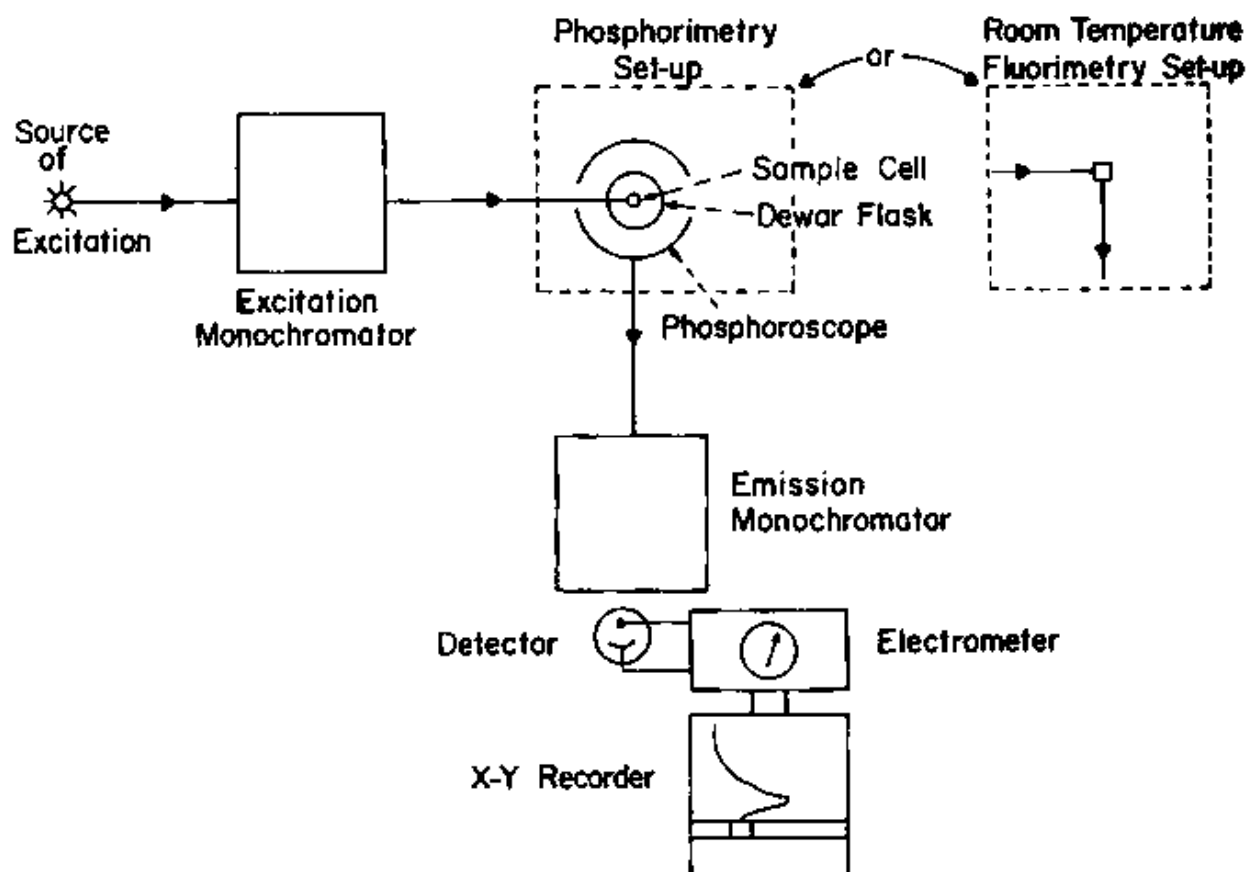 Phosphorimetry
Set-up
or
Room Temperature
Fluorimetry Set-up
Source
of
Excitation
Sample Cell
Dewar Flask
Excitation
Monochromator
Phosphoroscope
Emission
Monochromator
Detector
Electrometer
X-Y Recorder